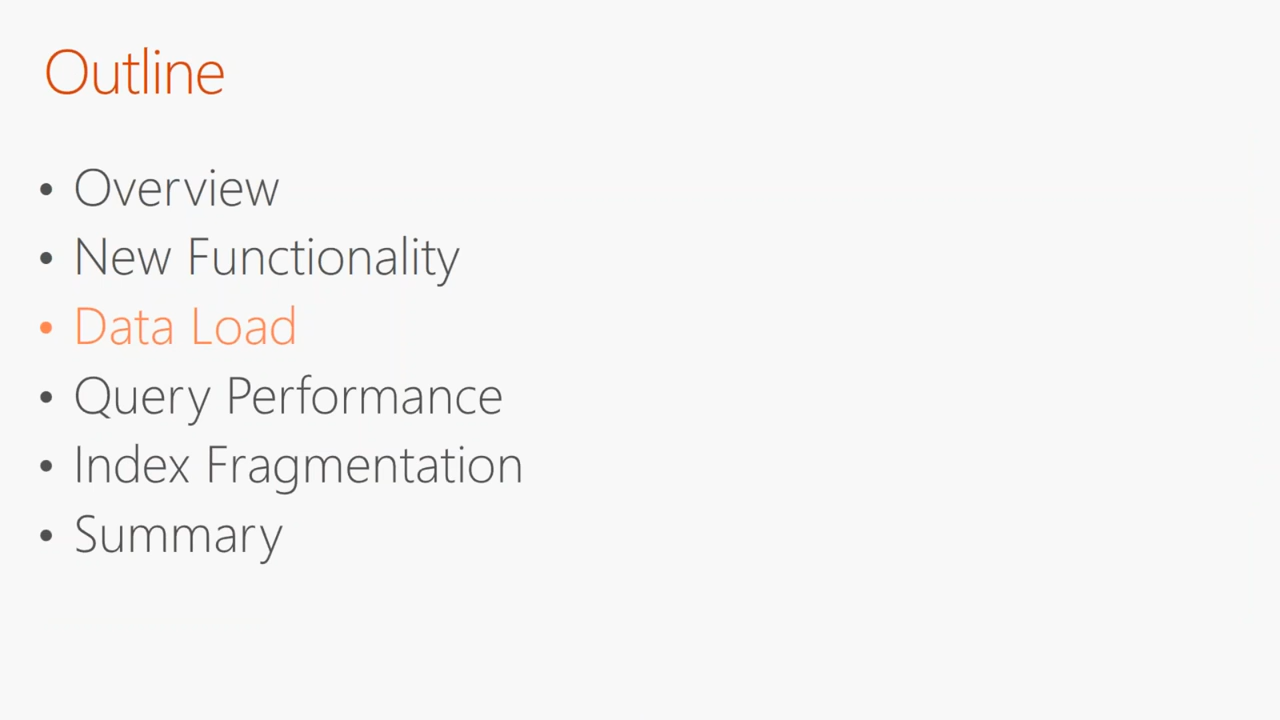 Outline
• Overview
• New Functionality
• Data Load
• Query Performance
• Index Fragmentation
• Summary